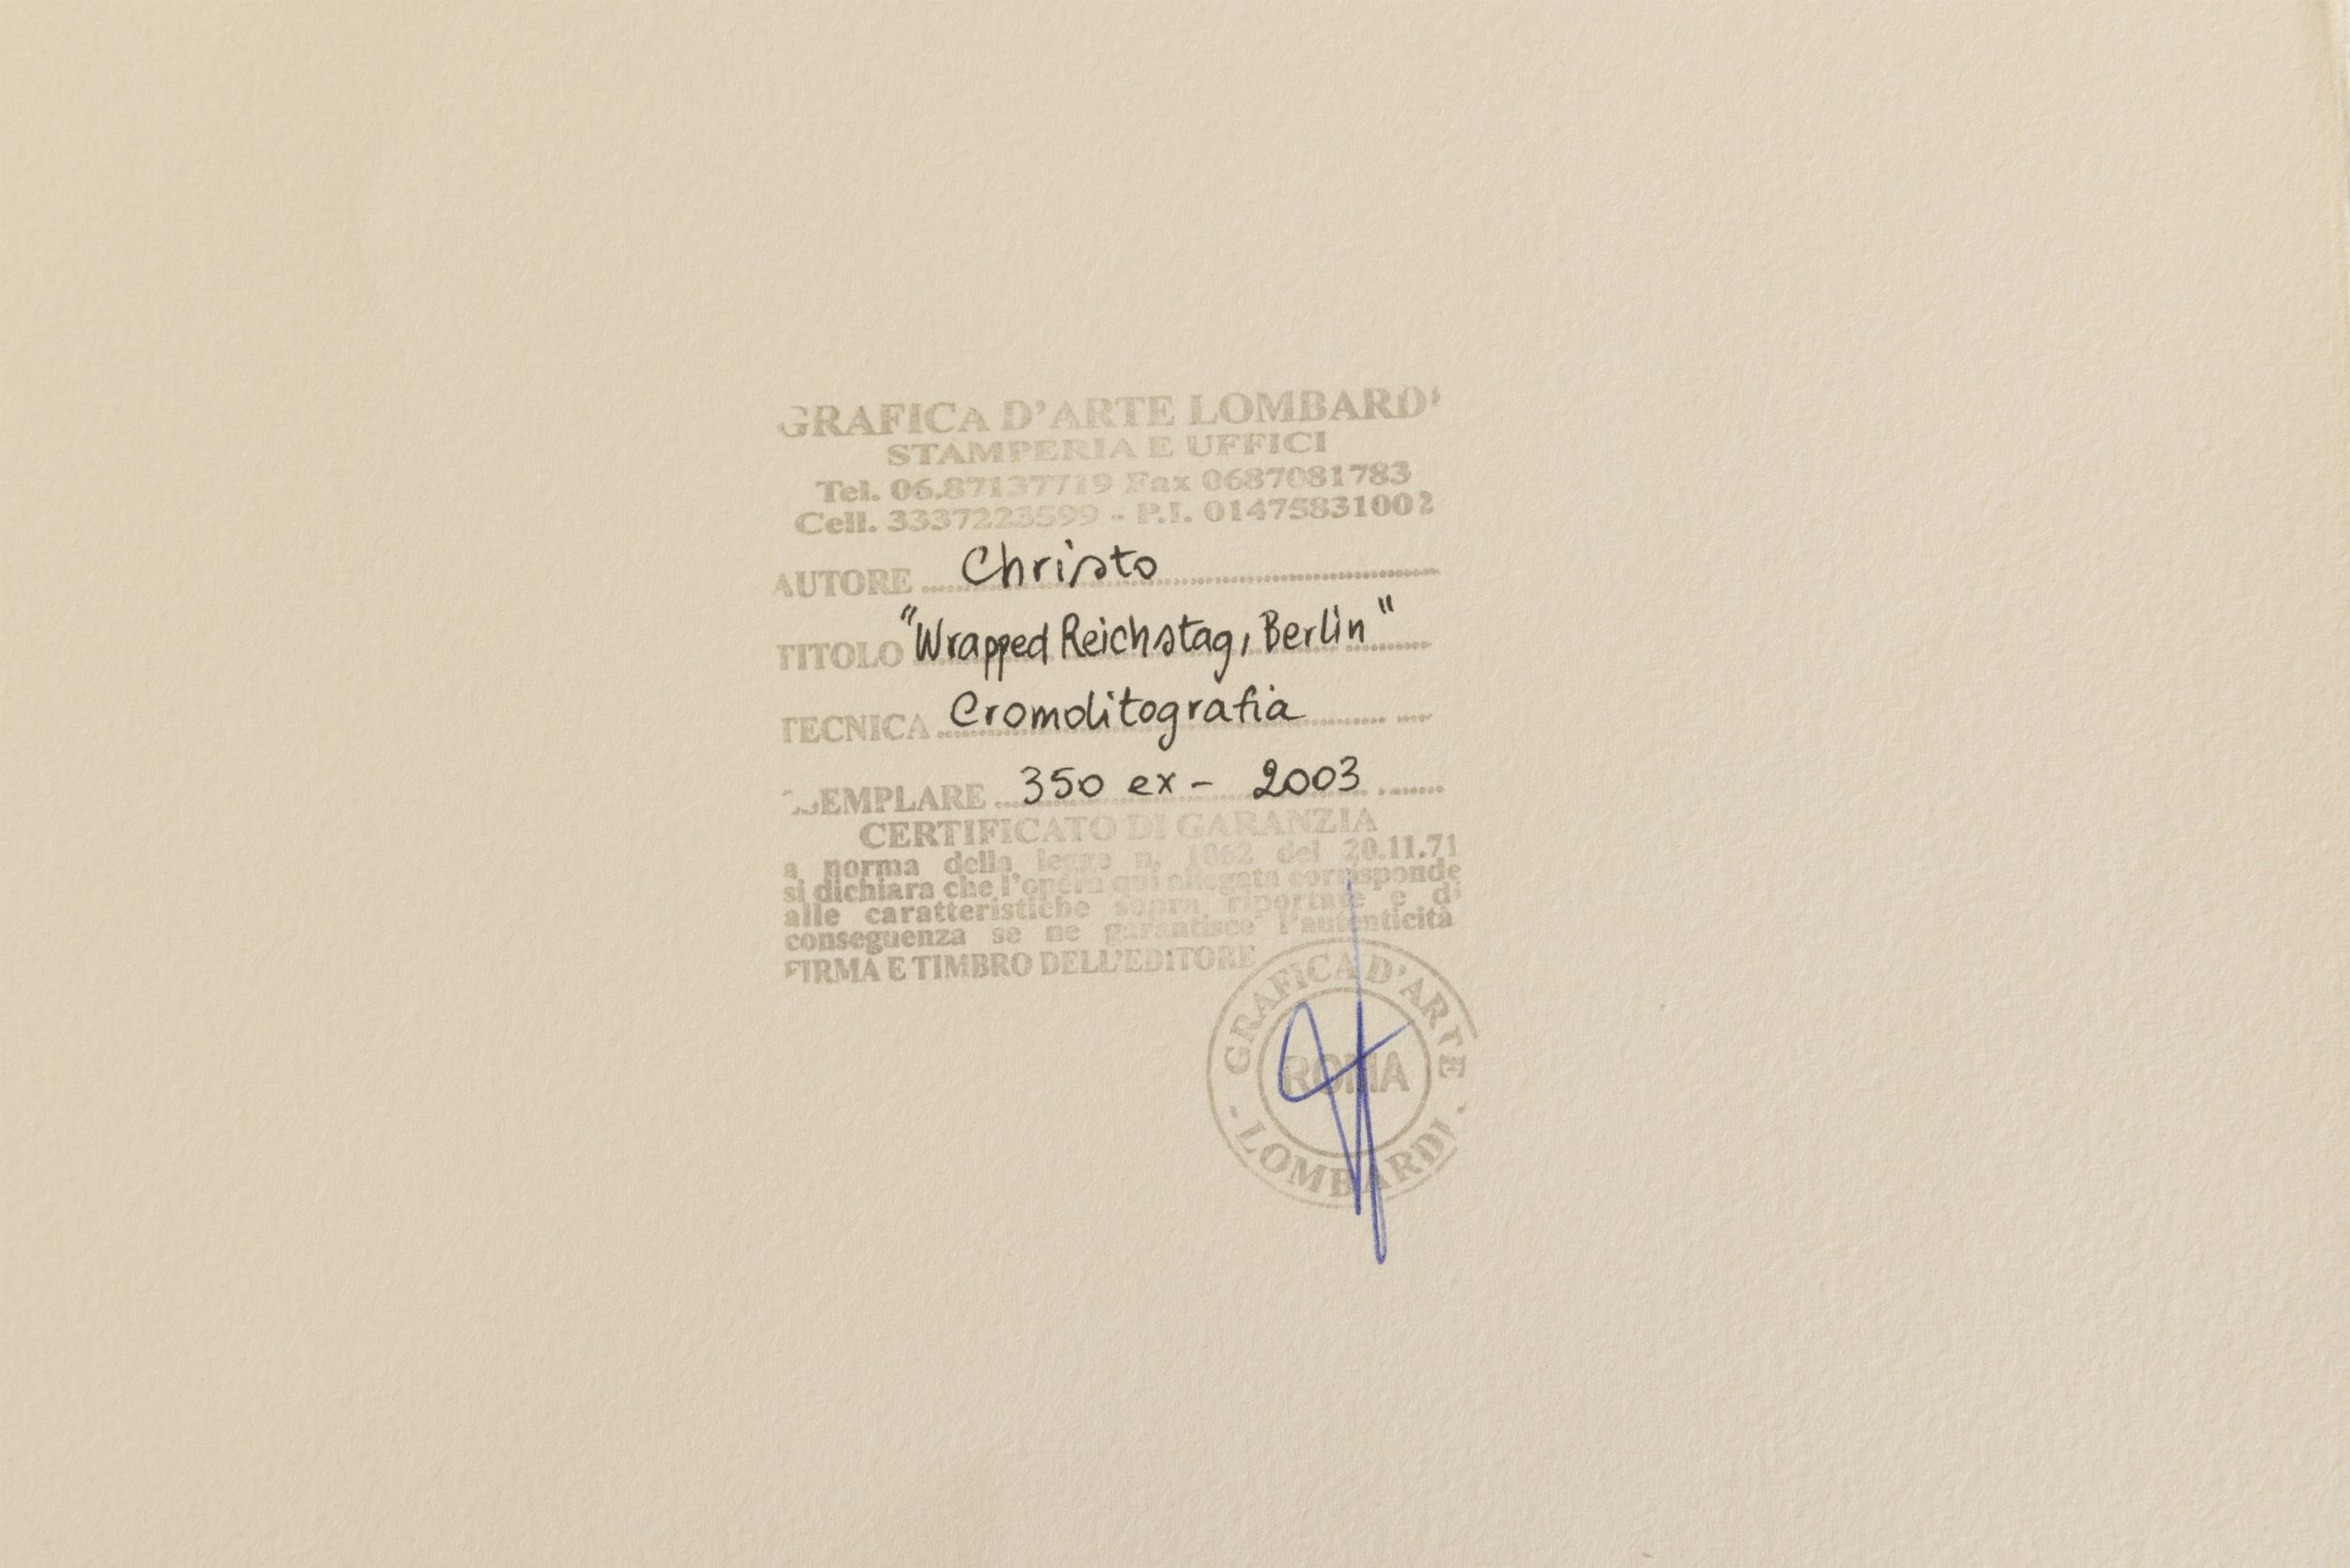 GRAFICA D'ARTE LOMBARDI
STAMPERIA E UFFICI
Tel. 06.87137719 Fax 0687081783
Cell. 3337223599 - P.I. 01475831002
AUTORE Christo
TITOLO "Wrapped Reichstag, Berlin"
TECNICA Cromolitografia
ESEMPLARE 350 ex - 2003
CERTIFICATO DI GARANZIA
a norma della legge n. 1062 del 20.11.71
si dichiara che l'opera qui allegata corrisponde
alle caratteristiche sopra riportate e di
conseguenza se ne garantisce l'autenticità
FIRMA E TIMBRO DELL'EDITORE
GRAFICA D'ARTE
ROMA
- LOMBARDI -